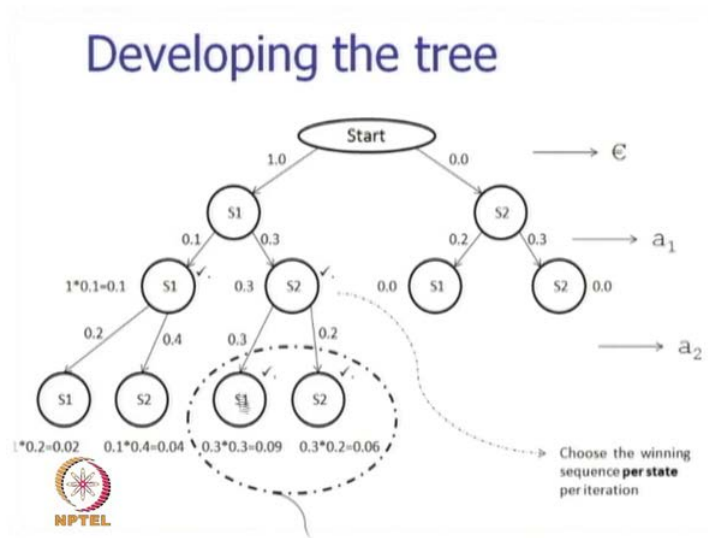 Developing the tree
Start
1.0 0.0 €
S1 S2
0.1 0.3 0.2 0.3 a1
1*0.1=0.1 S1 0.3 S2 0.0 S1 S2 0.0
0.2 0.4 0.3 0.2 a2
S1 S2 S1 S2
*0.2=0.02 0.1*0.4=0.04 0.3*0.3=0.09 0.3*0.2=0.06
Choose the winning
sequence per state
per iteration
NPTEL